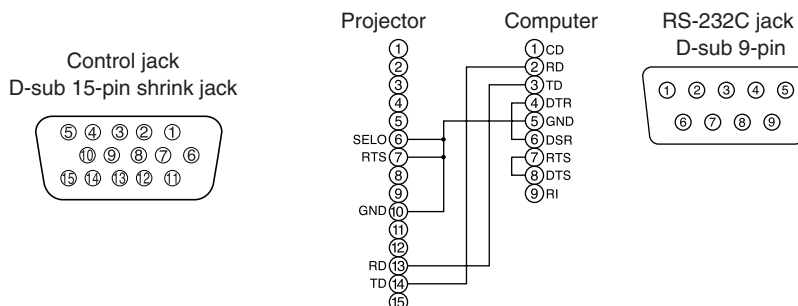 Control jack
D-sub 15-pin shrink jack
5 4 3 2 1
10 9 8 7 6
15 14 13 12 11
Projector
1
2
3
4
5
SELO 6
RTS 7
8
9
GND 10
11
12
RD 13
TD 14
15
Computer
1 CD
2 RD
3 TD
4 DTR
5 GND
6 DSR
7 RTS
8 DTS
9 RI
RS-232C jack
D-sub 9-pin
1 2 3 4 5
6 7 8 9